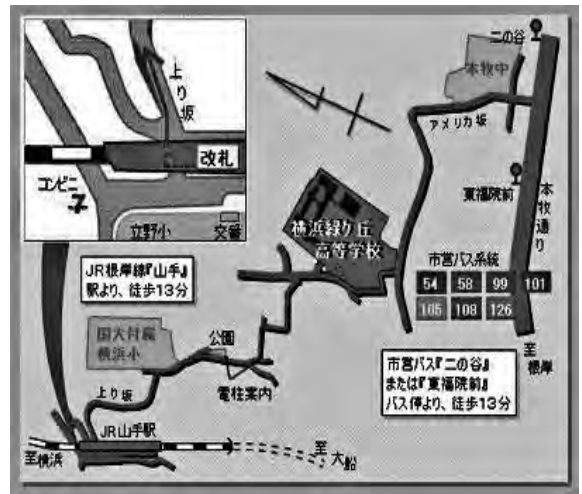 二の谷
本牧中
アメリカ坂
東福院前
本牧通り
上り坂
改札
コンビニ
立野小
交番
横浜緑ケ丘
高等学校
市営バス系統
54 58 99 101
105 108 126
JR根岸線『山手』
駅より、徒歩13分
国大付属
横浜小
公園
電柱案内
上り坂
市営バス『二の谷』
または『東福院前』
バス停より、徒歩13分
至
根岸
JR山手駅
至横浜
至
大船